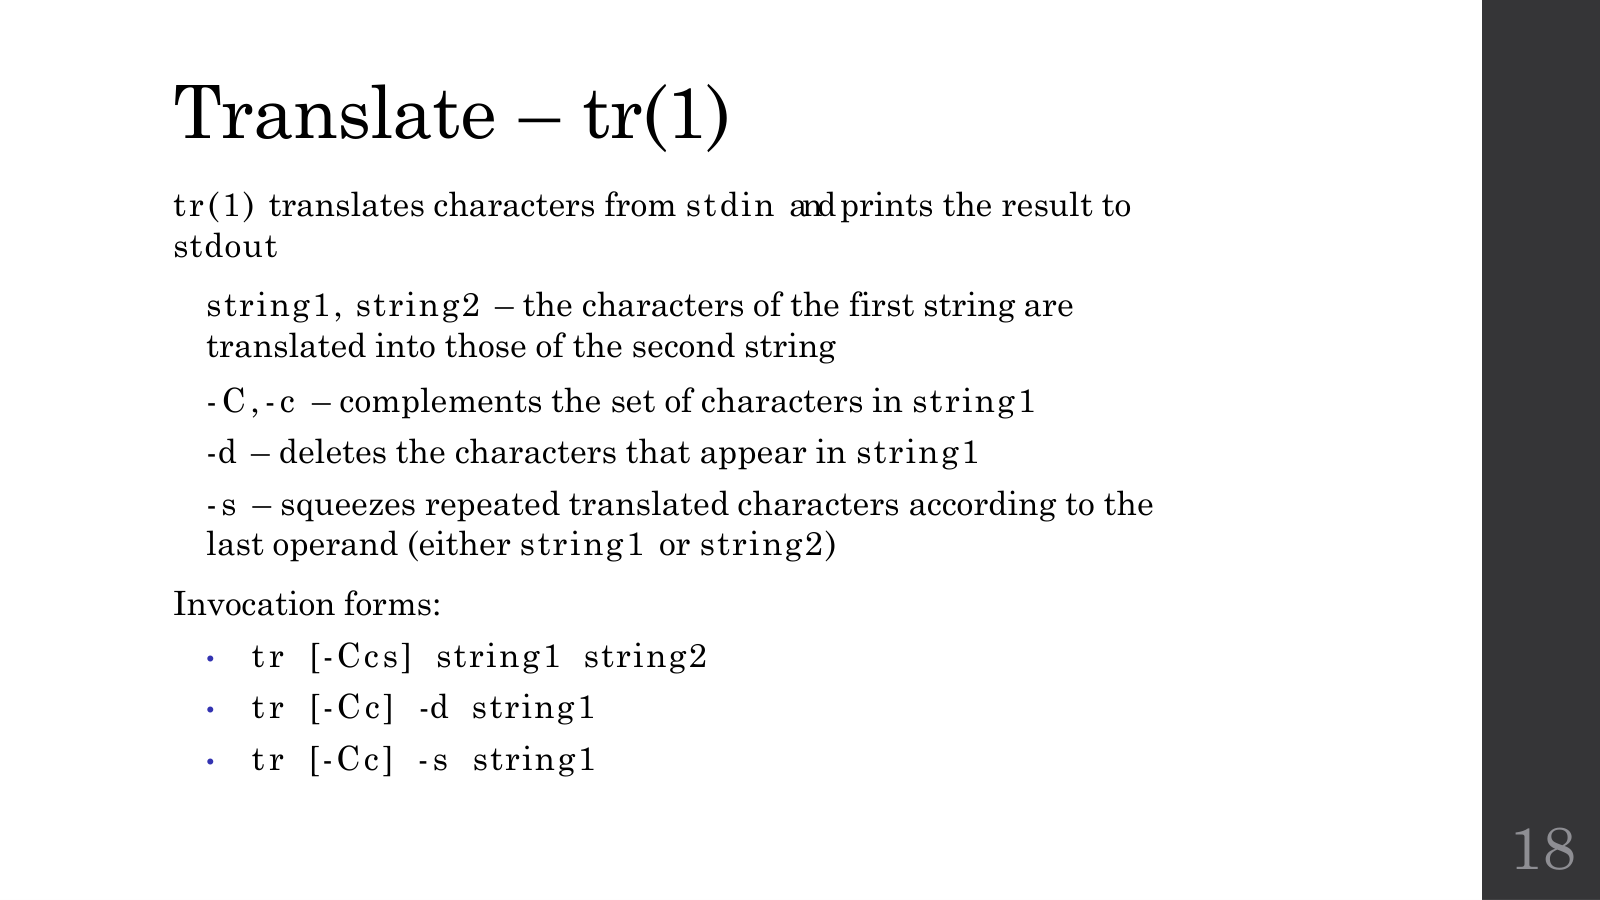 Translate – tr(1)
tr(1) translates characters from stdin and prints the result to
stdout
string1, string2 – the characters of the first string are
translated into those of the second string
-C,-c – complements the set of characters in string1
-d – deletes the characters that appear in string1
-s – squeezes repeated translated characters according to the
last operand (either string1 or string2)
Invocation forms:
• tr [-Ccs] string1 string2
• tr [-Cc] -d string1
• tr [-Cc] -s string1
18